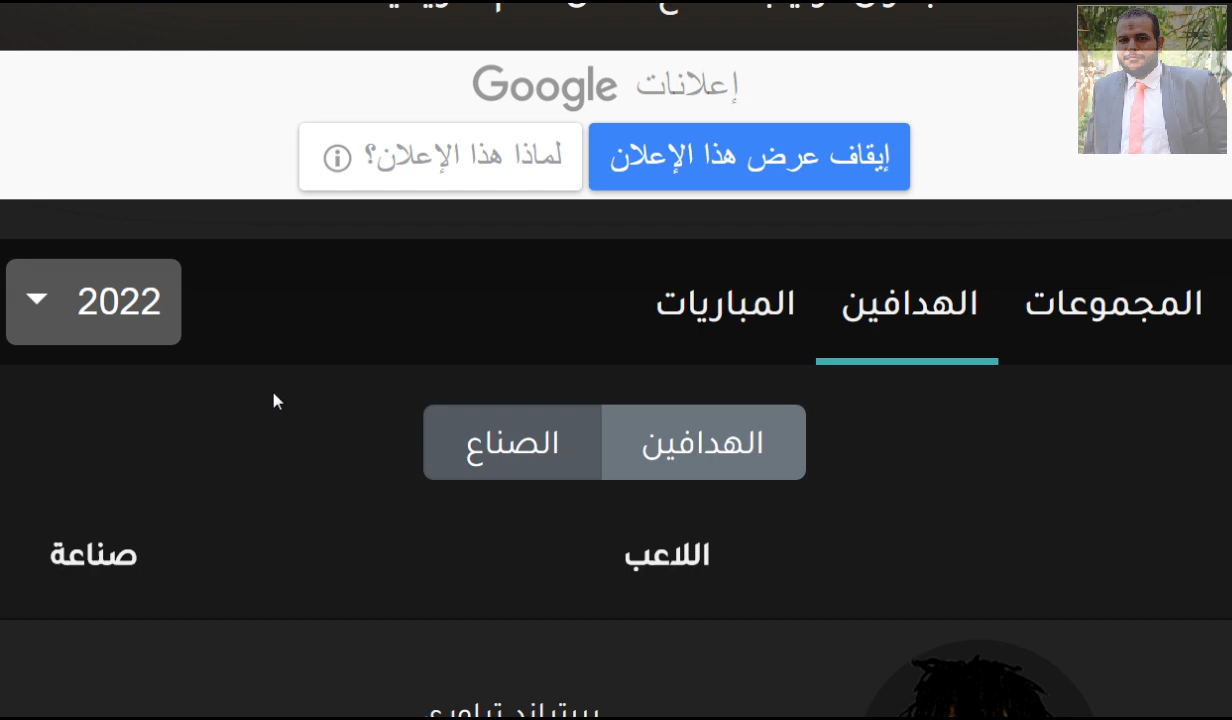 إعلانات Google
إيقاف عرض هذا الإعلان
لماذا هذا الإعلان؟
المجموعات الهدافين المباريات 2022
الهدافين الصناع
اللاعب صناعة